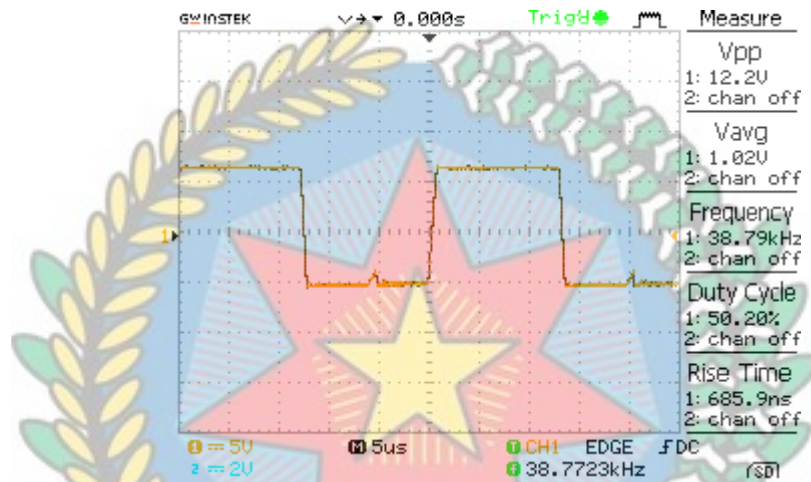 GWINSTEK 0.000s Trig'd Measure
Vpp
1: 12.2V
2: chan off
Vavg
1: 1.02V
2: chan off
Frequency
1: 38.79kHz
2: chan off
Duty Cycle
1: 50.20%
2: chan off
Rise Time
1: 685.9ns
2: chan off
1
1 5V M 5us T CH1 EDGE DC
2 2V f 38.7723kHz SD